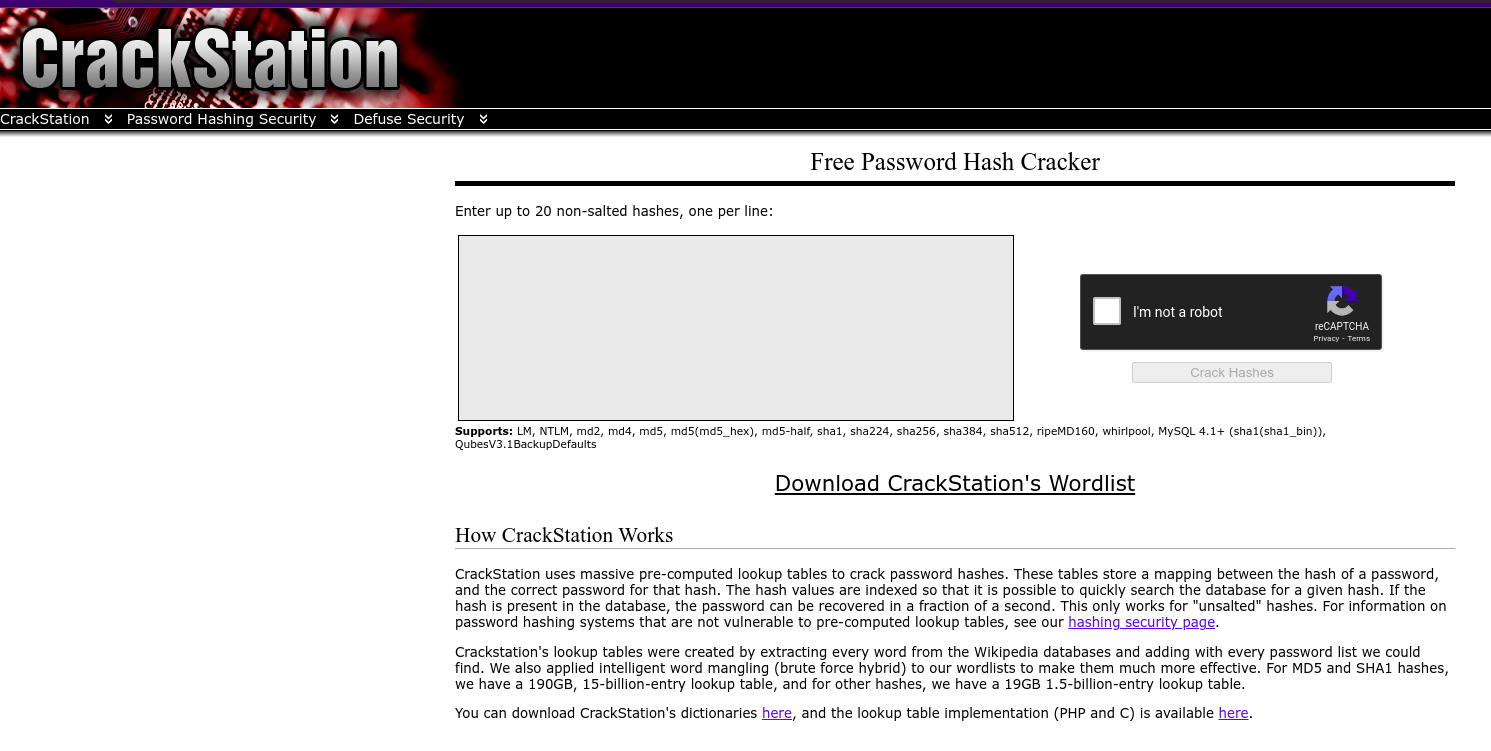 CrackStation
CrackStation Password Hashing Security Defuse Security
Free Password Hash Cracker
Enter up to 20 non-salted hashes, one per line:
I'm not a robot
reCAPTCHA
Privacy - Terms
Crack Hashes
Supports: LM, NTLM, md2, md4, md5, md5(md5_hex), md5-half, sha1, sha224, sha256, sha384, sha512, ripeMD160, whirlpool, MySQL 4.1+ (sha1(sha1_bin)),
QubesV3.1BackupDefaults
Download CrackStation's Wordlist
How CrackStation Works
CrackStation uses massive pre-computed lookup tables to crack password hashes. These tables store a mapping between the hash of a password,
and the correct password for that hash. The hash values are indexed so that it is possible to quickly search the database for a given hash. If the
hash is present in the database, the password can be recovered in a fraction of a second. This only works for "unsalted" hashes. For information on
password hashing systems that are not vulnerable to pre-computed lookup tables, see our hashing security page.
Crackstation's lookup tables were created by extracting every word from the Wikipedia databases and adding with every password list we could
find. We also applied intelligent word mangling (brute force hybrid) to our wordlists to make them much more effective. For MD5 and SHA1 hashes,
we have a 190GB, 15-billion-entry lookup table, and for other hashes, we have a 19GB 1.5-billion-entry lookup table.
You can download CrackStation's dictionaries here, and the lookup table implementation (PHP and C) is available here.